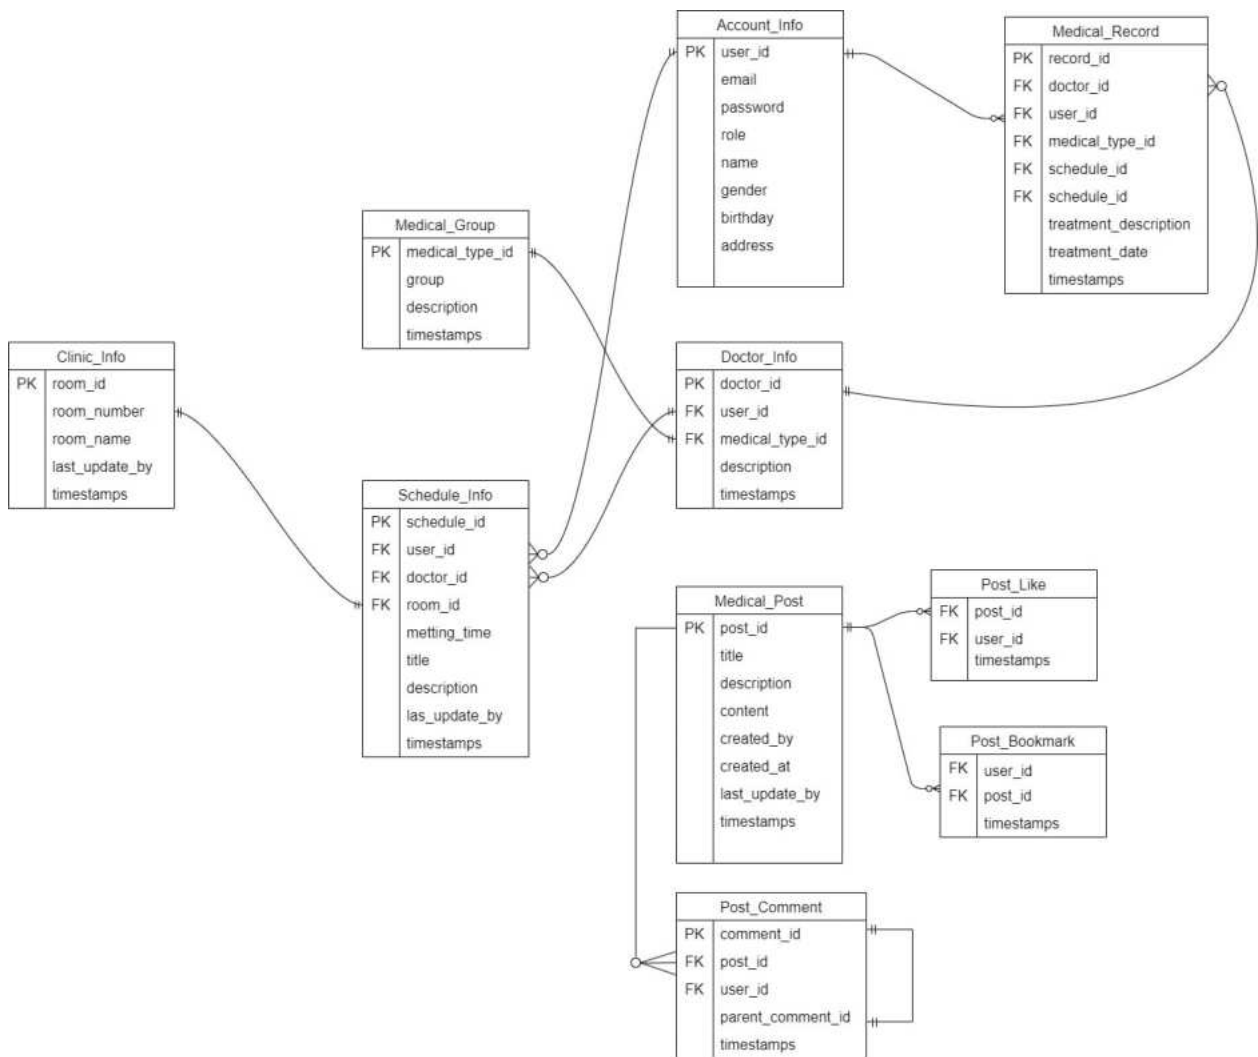 Account_Info
PK user_id
email
password
role
name
gender
birthday
address
Medical_Record
PK record_id
FK doctor_id
FK user_id
FK medical_type_id
FK schedule_id
FK schedule_id
treatment_description
treatment_date
timestamps
Medical_Group
PK medical_type_id
group
description
timestamps
Clinic_Info
PK room_id
room_number
room_name
last_update_by
timestamps
Doctor_Info
PK doctor_id
FK user_id
FK medical_type_id
description
timestamps
Schedule_Info
PK schedule_id
FK user_id
FK doctor_id
FK room_id
metting_time
title
description
las_update_by
timestamps
Medical_Post
PK post_id
title
description
content
created_by
created_at
last_update_by
timestamps
Post_Like
FK post_id
FK user_id
timestamps
Post_Bookmark
FK user_id
FK post_id
timestamps
Post_Comment
PK comment_id
FK post_id
FK user_id
parent_comment_id
timestamps